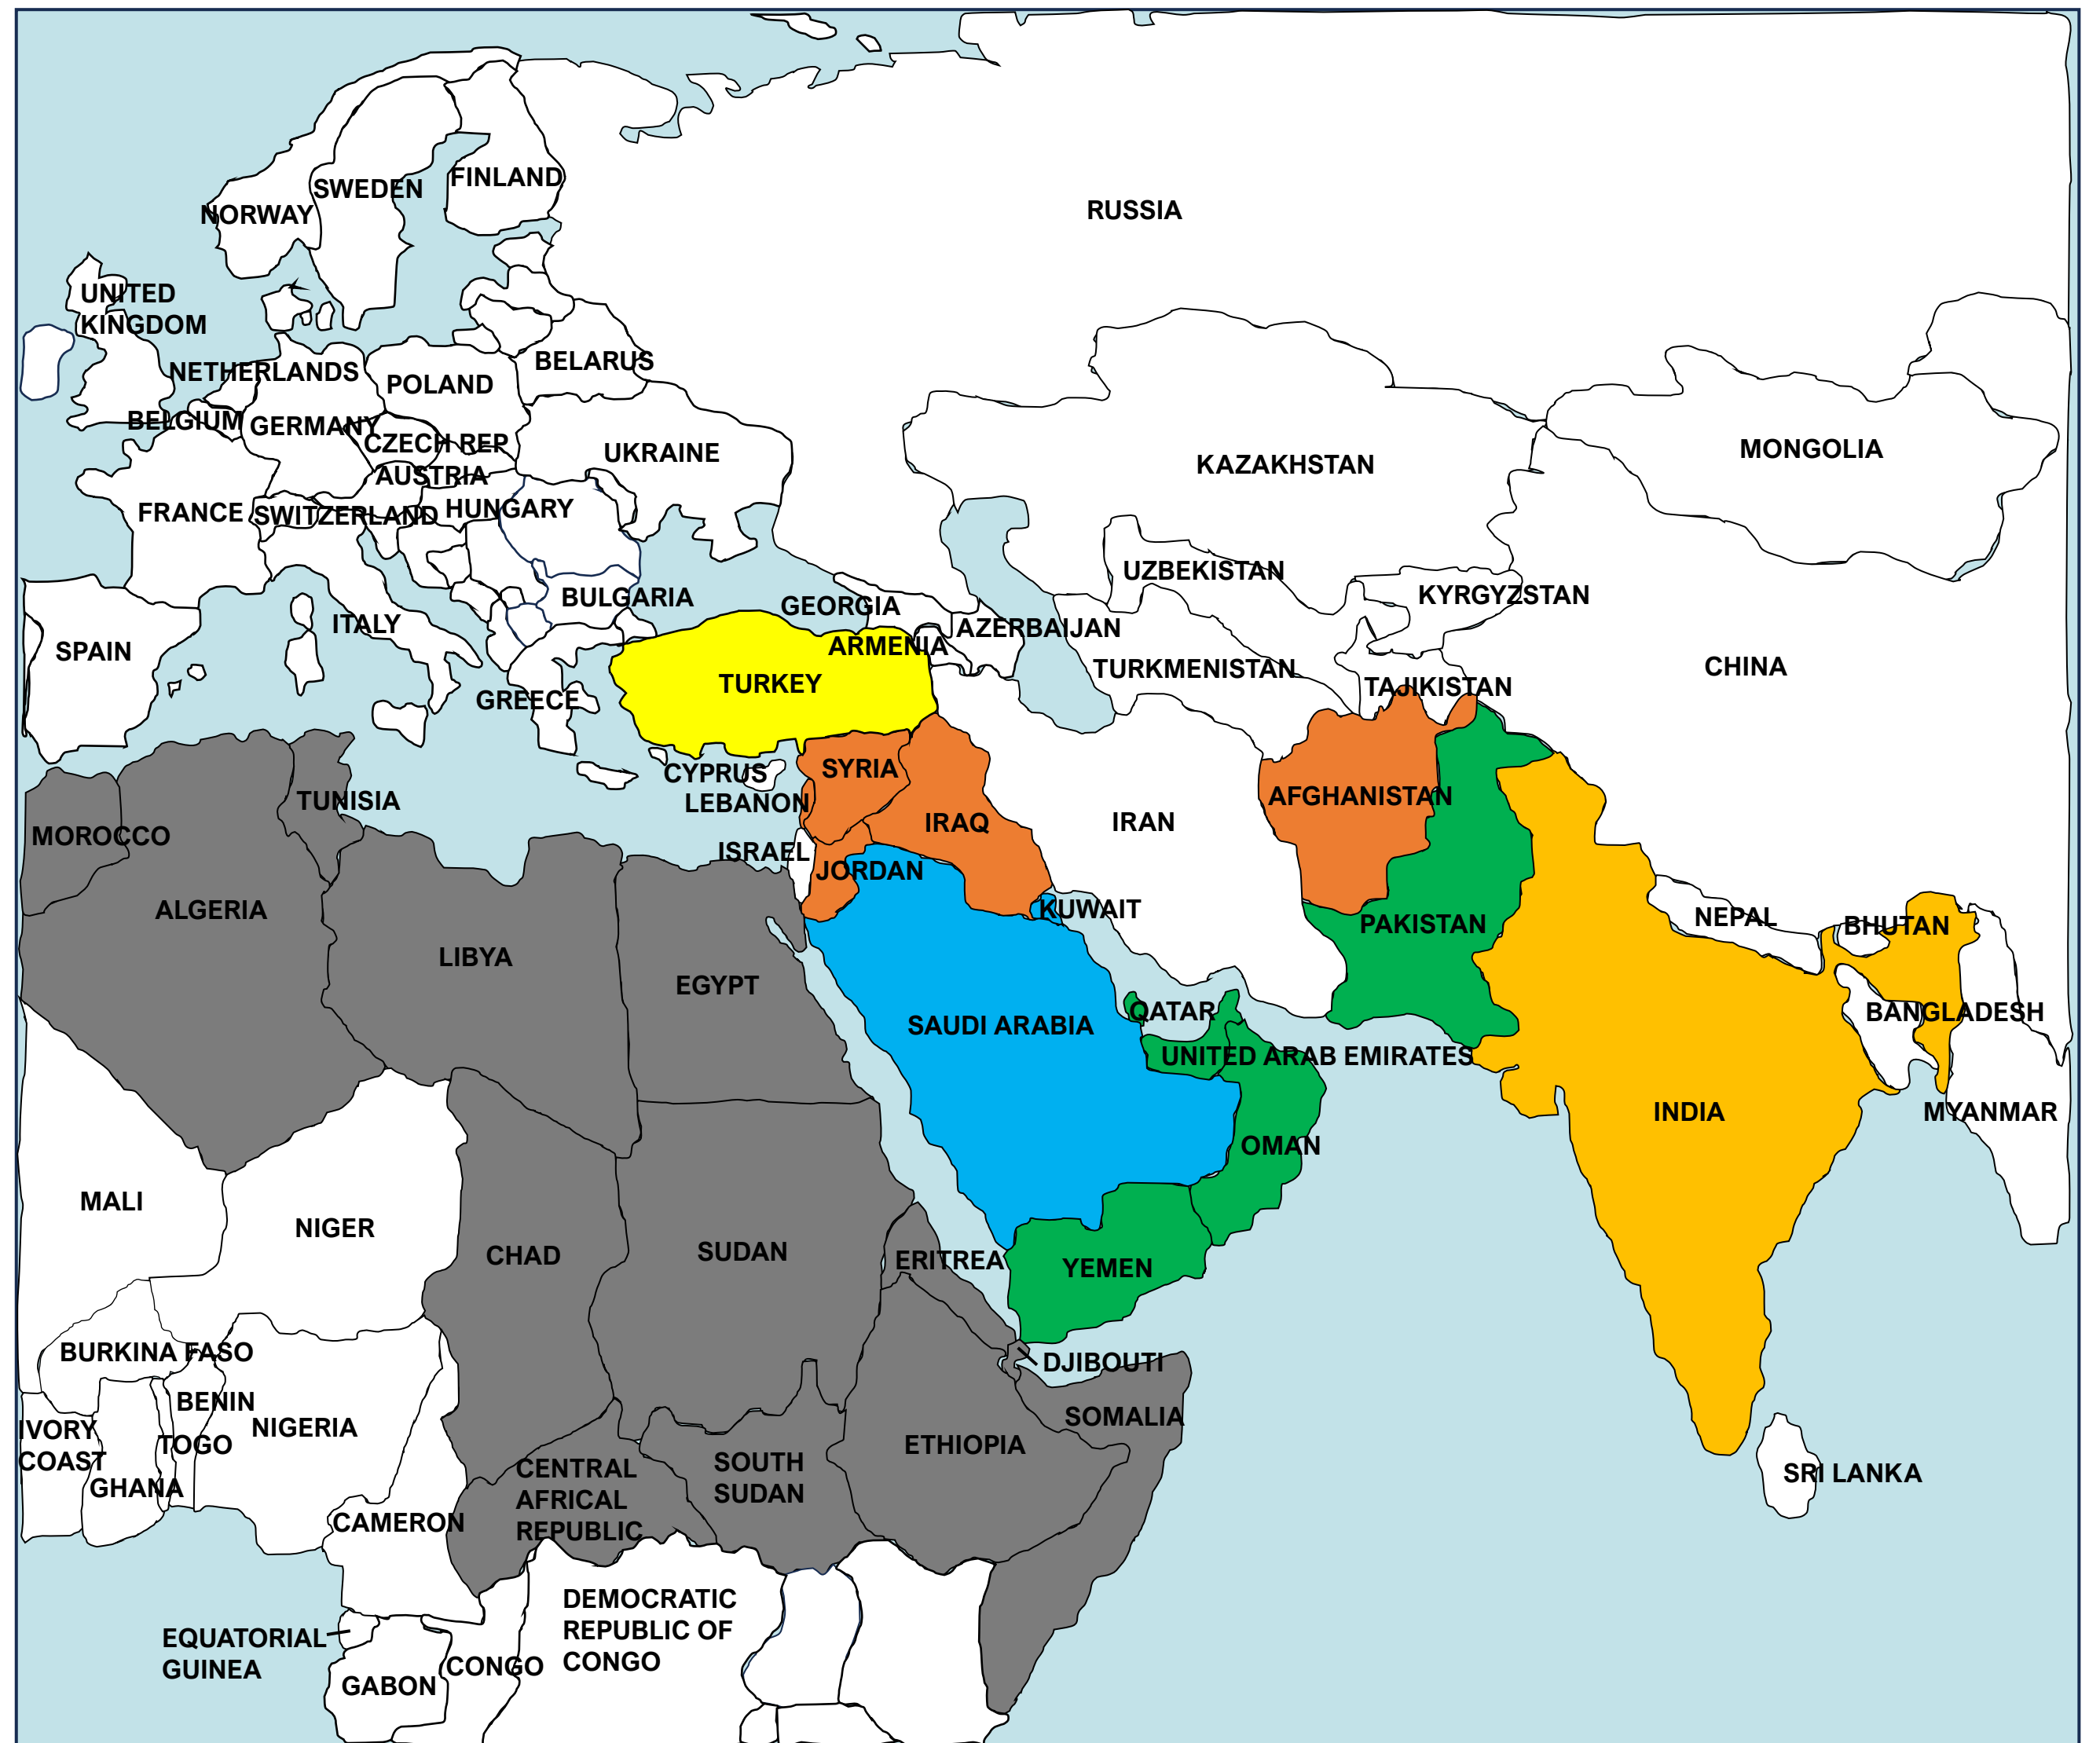 FINLAND
SWEDEN
NORWAY
RUSSIA
UNITED
KINGDOM
BELARUS
NETHERLANDS
POLAND
BELGIUM
GERMANY
CZECH REP
UKRAINE
MONGOLIA
KAZAKHSTAN
AUSTRIA
HUNGARY
FRANCE
SWITZERLAND
UZBEKISTAN
KYRGYZSTAN
BULGARIA
GEORGIA
ITALY
AZERBAIJAN
ARMENIA
SPAIN
TURKMENISTAN
CHINA
TURKEY
TAJIKISTAN
GREECE
SYRIA
CYPRUS
AFGHANISTAN
TUNISIA
LEBANON
IRAQ
IRAN
MOROCCO
ISRAEL
JORDAN
ALGERIA
KUWAIT
NEPAL
PAKISTAN
BHUTAN
LIBYA
EGYPT
QATAR
BANGLADESH
SAUDI ARABIA
UNITED ARAB EMIRATES
INDIA
MYANMAR
OMAN
MALI
NIGER
SUDAN
CHAD
ERITREA
YEMEN
BURKINA FASO
DJIBOUTI
BENIN
SOMALIA
NIGERIA
IVORY
COAST
TOGO
ETHIOPIA
SOUTH
SUDAN
CENTRAL
AFRICAL
REPUBLIC
SRI LANKA
GHANA
CAMERON
DEMOCRATIC
REPUBLIC OF
CONGO
EQUATORIAL
GUINEA
CONGO
GABON